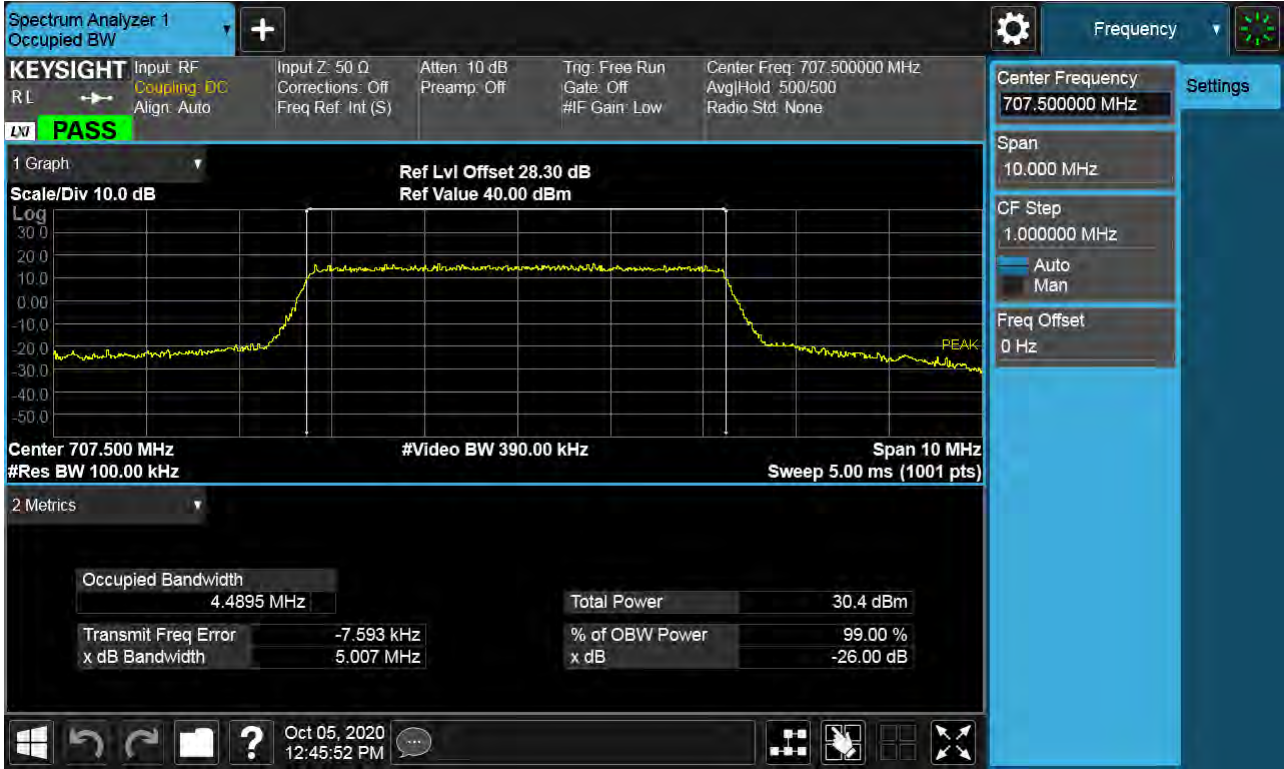 Spectrum Analyzer 1
Occupied BW
Frequency
KEYSIGHT
R L
LXI
PASS
Input: RF
Coupling: DC
Align: Auto
Input Z: 50 Ω
Corrections: Off
Freq Ref: Int (S)
Atten: 10 dB
Preamp: Off
Trig: Free Run
Gate: Off
#IF Gain: Low
Center Freq: 707.500000 MHz
Avg|Hold: 500/500
Radio Std: None
1 Graph
Ref Lvl Offset 28.30 dB
Scale/Div 10.0 dB
Ref Value 40.00 dBm
Log
30.0
20.0
10.0
0.00
-10.0
-20.0
-30.0
-40.0
-50.0
PEAK
Center 707.500 MHz
#Video BW 390.00 kHz
Span 10 MHz
#Res BW 100.00 kHz
Sweep 5.00 ms (1001 pts)
2 Metrics
Occupied Bandwidth
4.4895 MHz
Total Power 30.4 dBm
Transmit Freq Error -7.593 kHz
% of OBW Power 99.00 %
x dB Bandwidth 5.007 MHz
x dB -26.00 dB
Oct 05, 2020
12:45:52 PM
?
Center Frequency
707.500000 MHz
Settings
Span
10.000 MHz
CF Step
1.000000 MHz
Auto
Man
Freq Offset
0 Hz